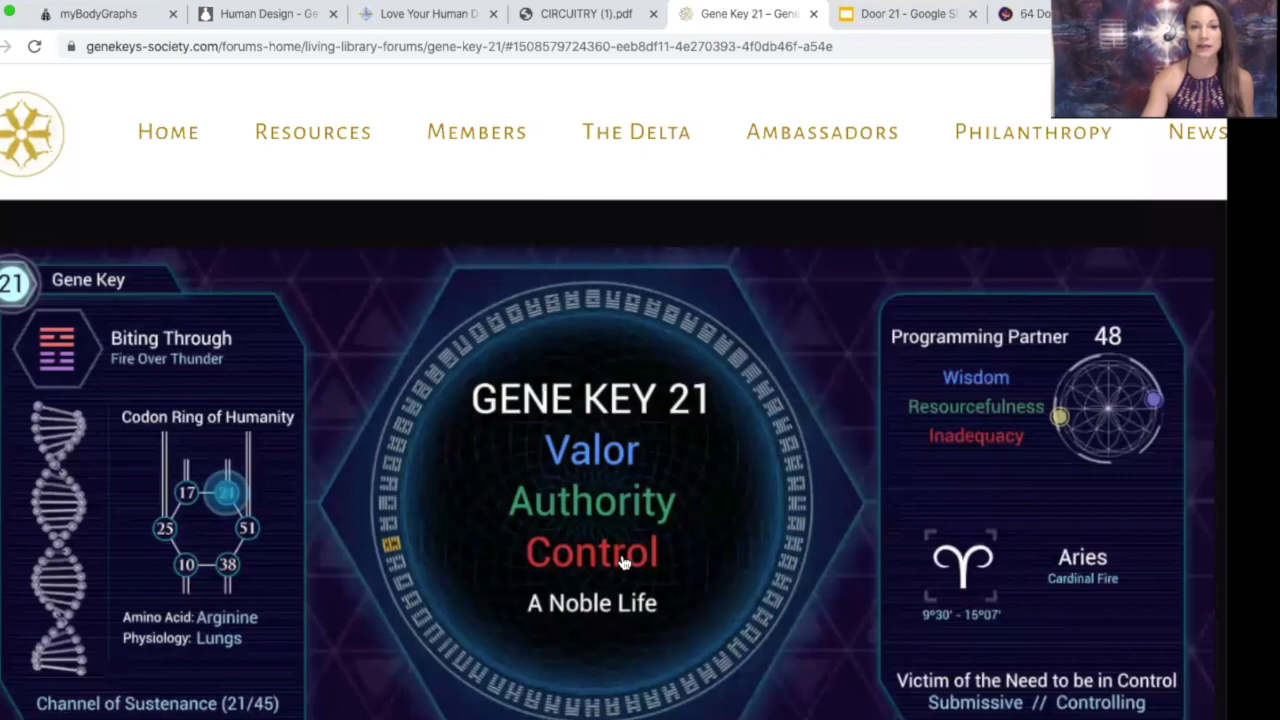 myBodyGraphs
Human Design - Ge
Love Your Human D
CIRCUITRY (1).pdf
Gene Key 21 – Gene
Door 21 - Google Sl
64 Do
genekeys-society.com/forums-home/living-library-forums/gene-key-21/#1508579724360-eeb8df11-4e270393-4f0db46f-a54e
HOME
RESOURCES
MEMBERS
THE DELTA
AMBASSADORS
PHILANTHROPY
NEWS
21
Gene Key
Biting Through
Fire Over Thunder
Codon Ring of Humanity
17
21
25
51
10
38
Amino Acid: Arginine
Physiology: Lungs
Channel of Sustenance (21/45)
GENE KEY 21
Valor
Authority
Control
A Noble Life
Programming Partner 48
Wisdom
Resourcefulness
Inadequacy
Aries
Cardinal Fire
9º30' - 15º07'
Victim of the Need to be in Control
Submissive // Controlling